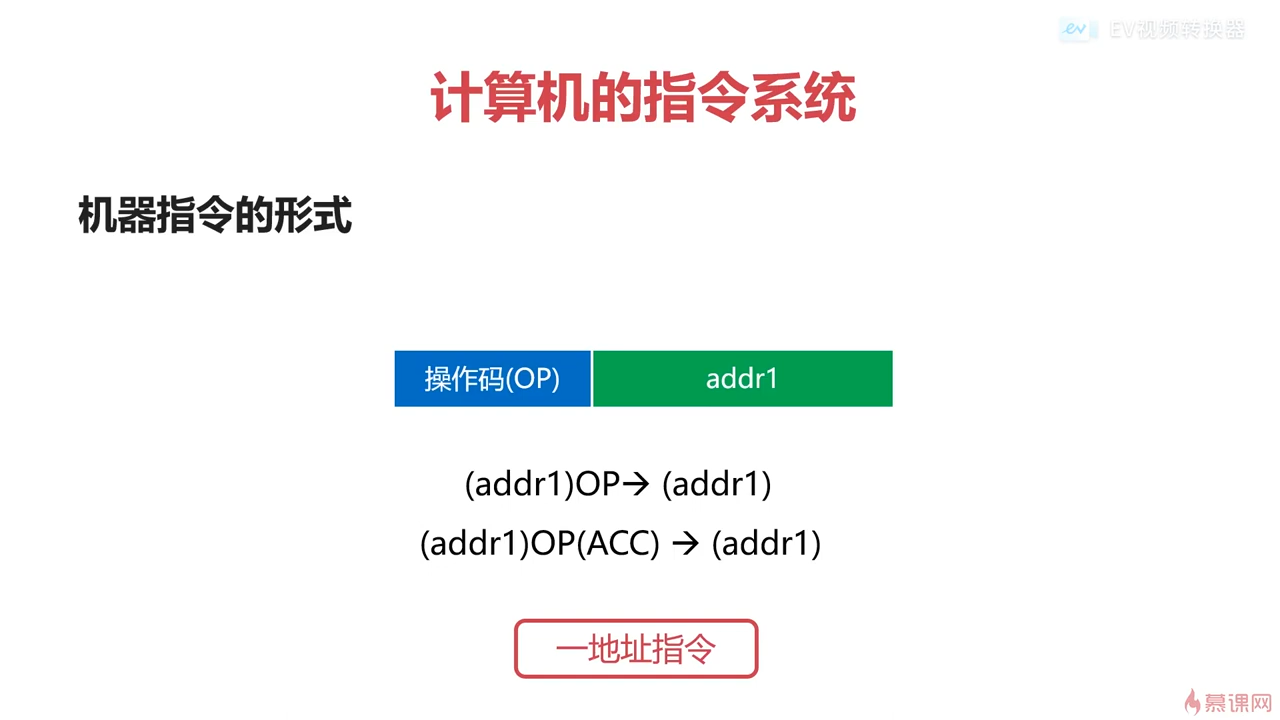 ev EV视频转换器
计算机的指令系统
机器指令的形式
操作码(OP) addr1
(addr1)OP→ (addr1)
(addr1)OP(ACC) → (addr1)
一地址指令
慕课网